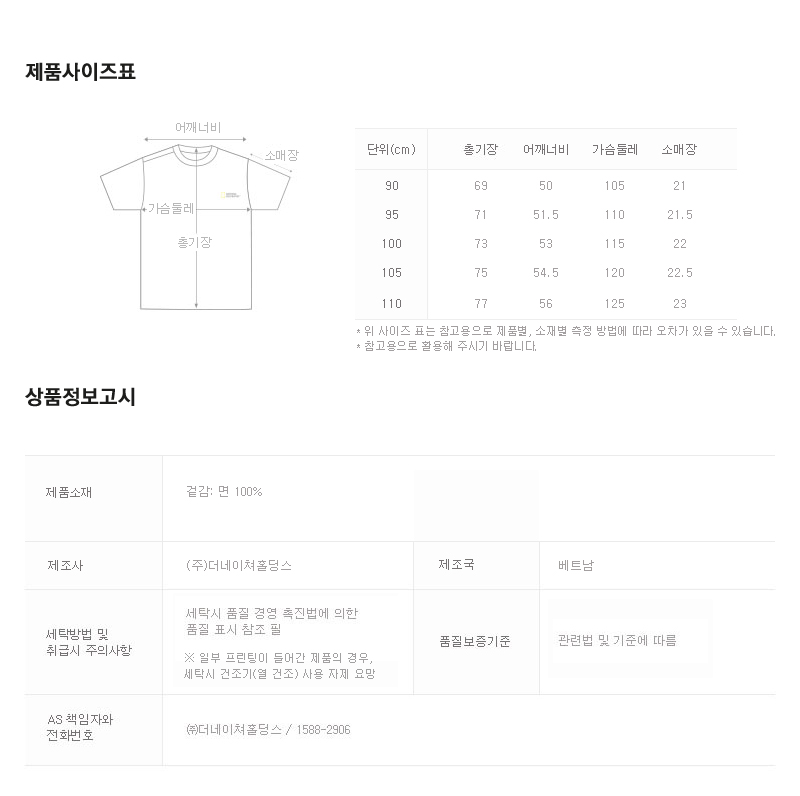 제품사이즈표
어깨너비
소매장
가슴둘레
총기장
단위(cm) 총기장 어깨너비 가슴둘레 소매장
90 69 50 105 21
95 71 51.5 110 21.5
100 73 53 115 22
105 75 54.5 120 22.5
110 77 56 125 23
* 위 사이즈 표는 참고용으로 제품별, 소재별 측정 방법에 따라 오차가 있을 수 있습니다.
* 참고용으로 활용해 주시기 바랍니다.
상품정보고시
제품소재 겉감: 면 100%
제조사 (주)더네이쳐홀딩스 제조국 베트남
세탁방법 및
취급시 주의사항
세탁시 품질 경영 촉진법에 의한
품질 표시 참조 필
※ 일부 프린팅이 들어간 제품의 경우,
세탁시 건조기(열 건조) 사용 자제 요망
품질보증기준 관련법 및 기준에 따름
AS 책임자와
전화번호
㈜더네이쳐홀딩스 / 1588-2906